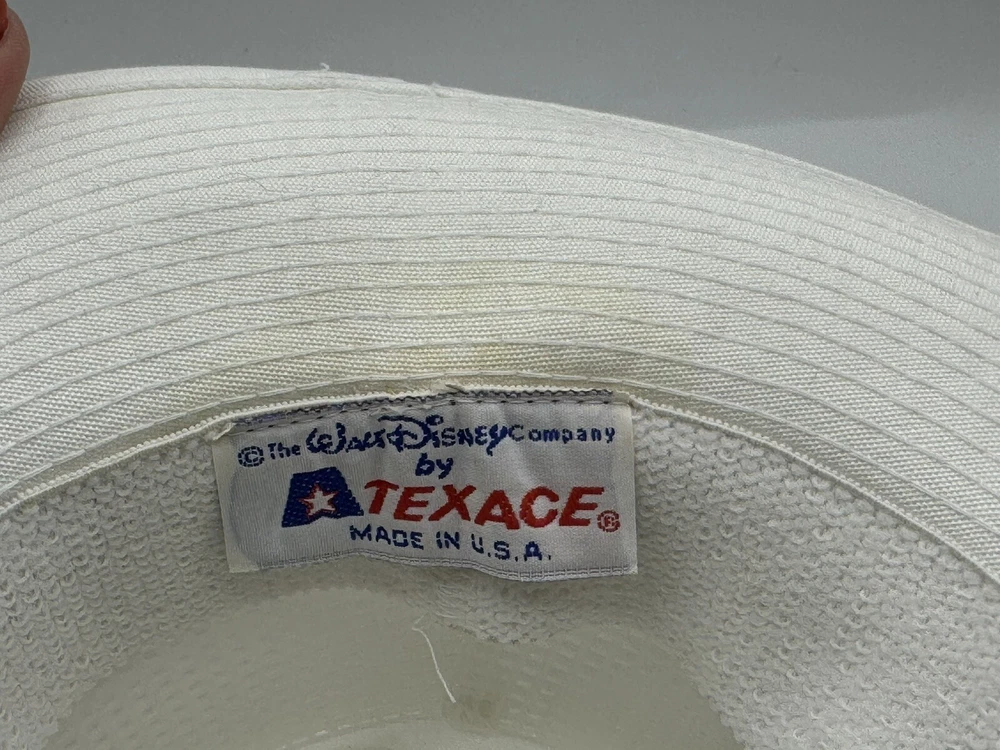 © The Walt Disney Company
by
TEXACE®
MADE IN U.S.A.